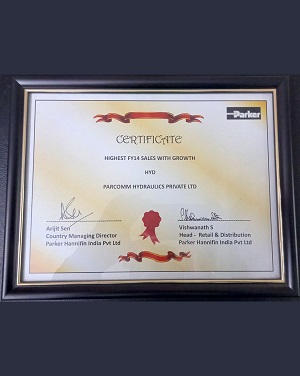 Parker
CERTIFICATE
HIGHEST FY14 SALES WITH GROWTH
HYD
PARCOMM HYDRAULICS PRIVATE LTD
Arijit Sen
Country Managing Director
Parker Hannifin India Pvt Ltd
Vishwanath S
Head - Retail & Distribution
Parker Hannifin India Pvt Ltd